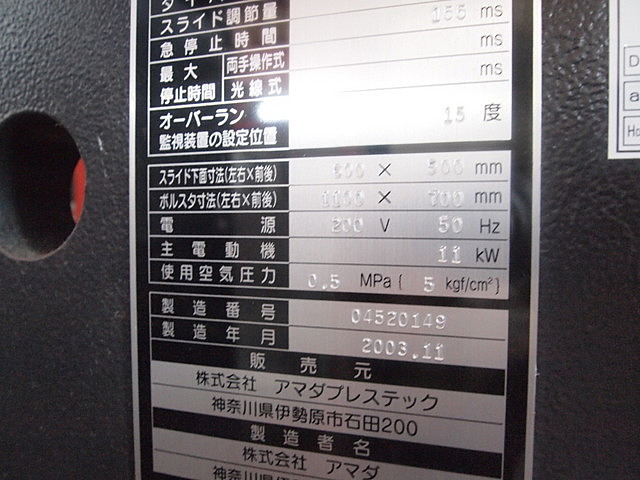 スライド調節量
急停止時間 155 ms
最大 両手操作式 ms
停止時間 光線式 ms
オーバーラン 15 度
監視装置の設定位置
スライド下面寸法(左右×前後) 600 × 500 mm
ボルスタ寸法(左右×前後) 1100 × 700 mm
電源 200 V 50 Hz
主電動機 11 kW
使用空気圧力 0.5 MPa { 5 kgf/cm²}
製造番号 04520149
製造年月 2003.11
販売元
株式会社 アマダプレステック
神奈川県伊勢原市石田200
製造者名
株式会社 アマダ